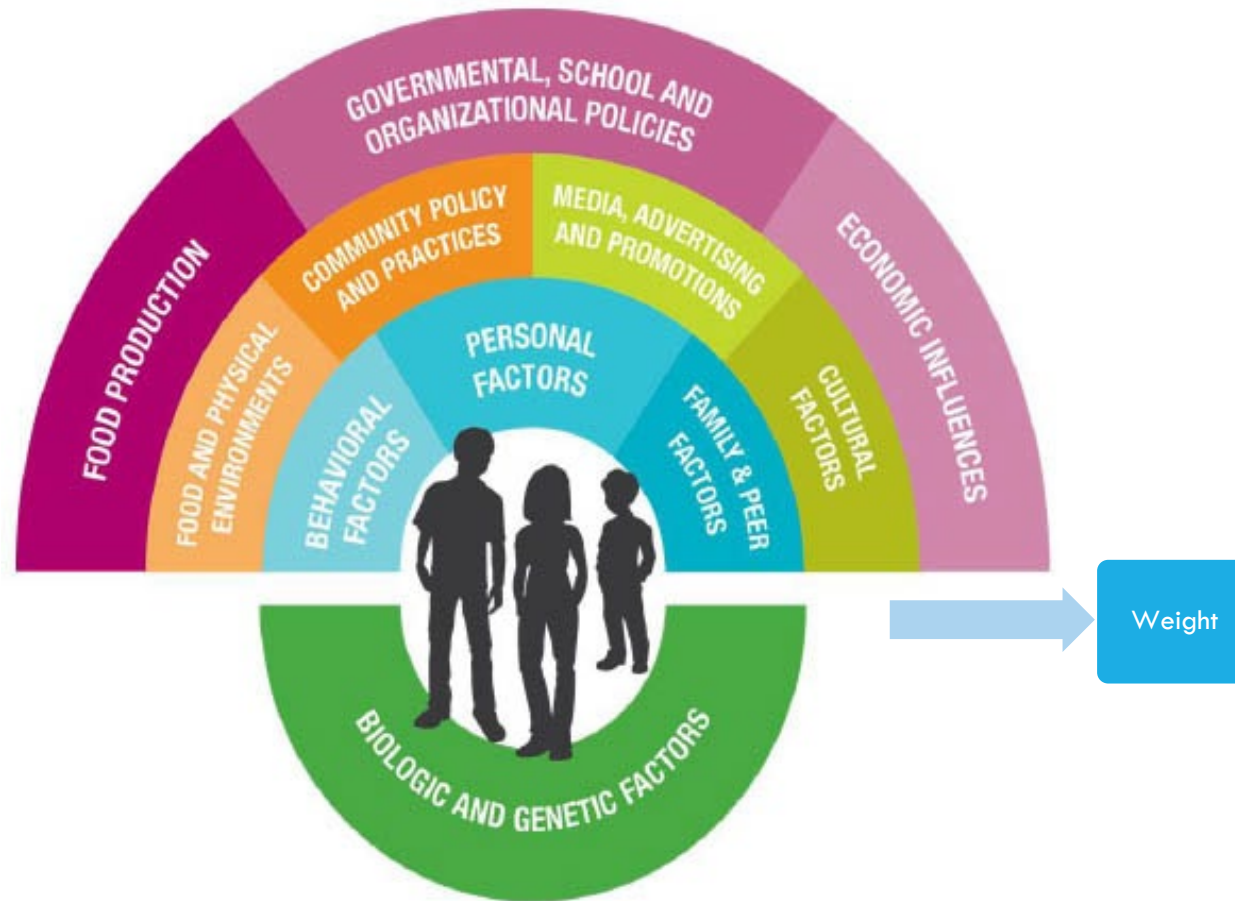 GOVERNMENTAL, SCHOOL AND
ORGANIZATIONAL POLICIES
FOOD PRODUCTION
ECONOMIC INFLUENCES
COMMUNITY POLICY
AND PRACTICES
MEDIA, ADVERTISING
AND PROMOTIONS
FOOD AND PHYSICAL
ENVIRONMENTS
CULTURAL
FACTORS
PERSONAL
FACTORS
BEHAVIORAL
FACTORS
FAMILY & PEER
FACTORS
Weight
BIOLOGIC AND GENETIC FACTORS